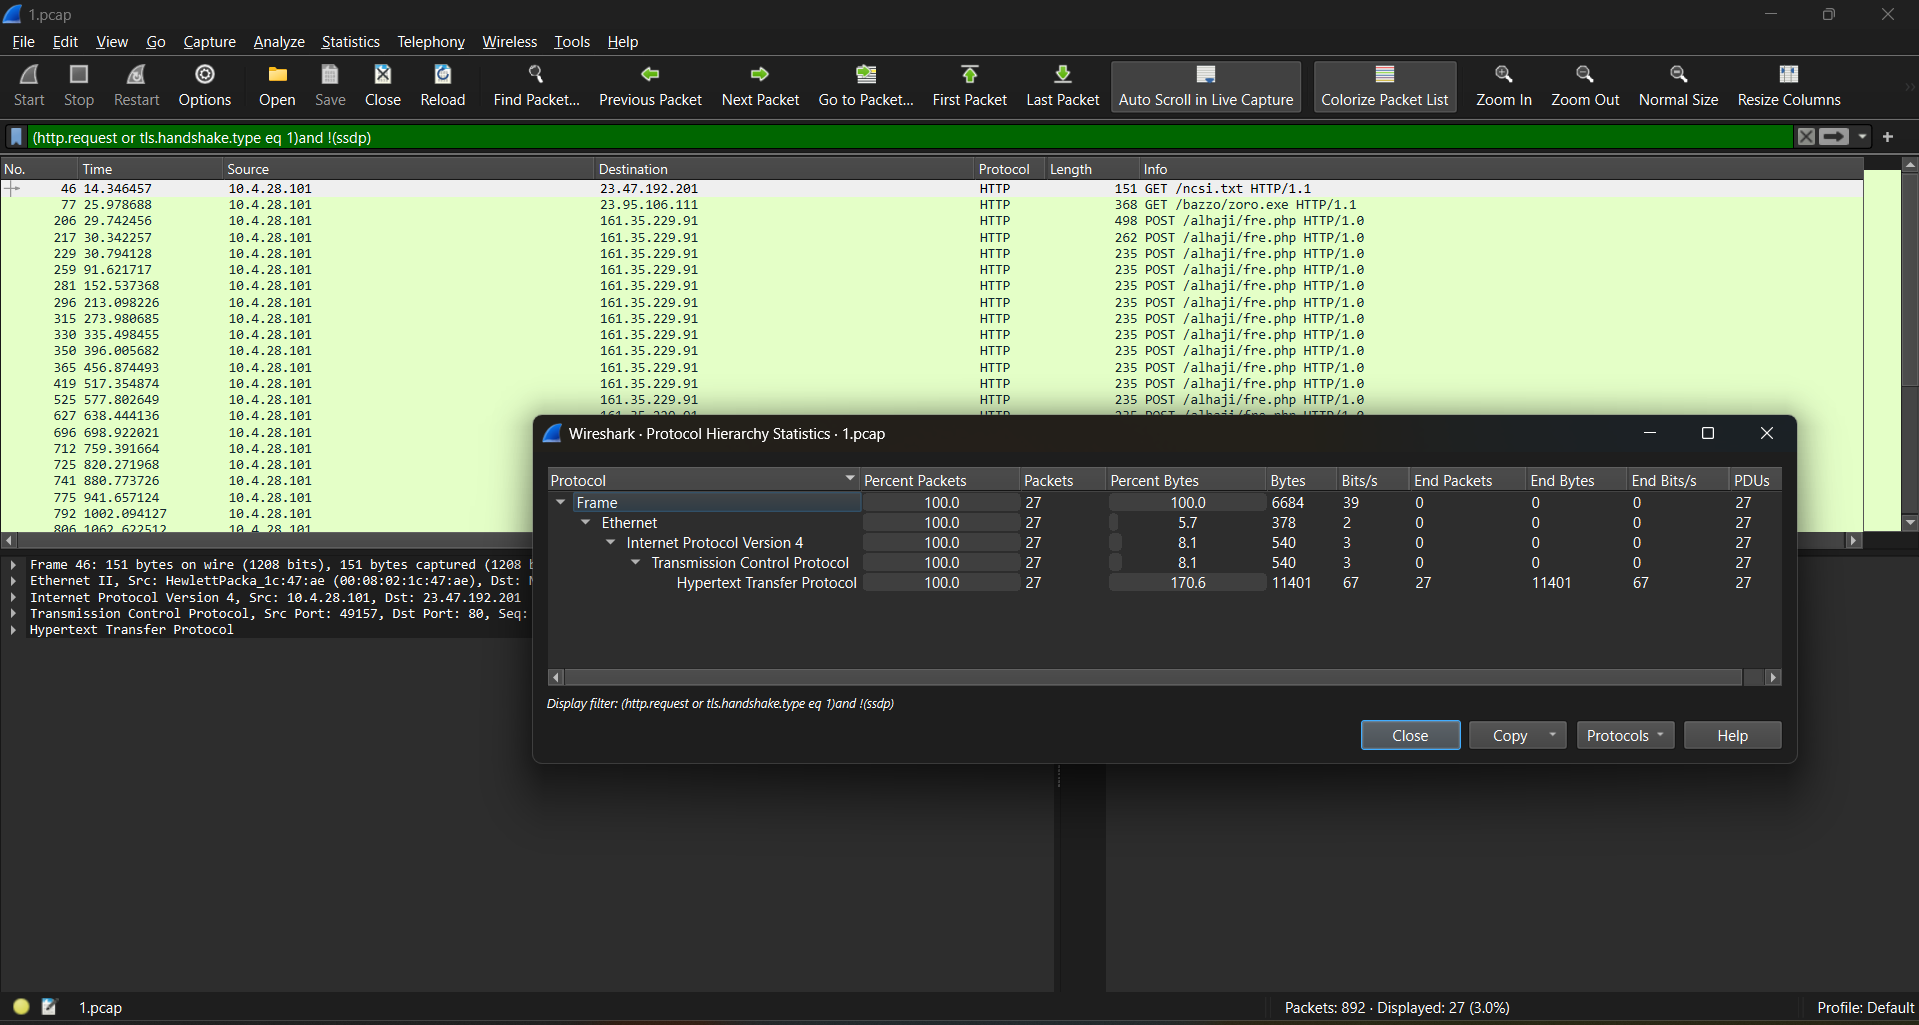 1.pcap
File Edit View Go Capture Analyze Statistics Telephony Wireless Tools Help
Start Stop Restart Options Open Save Close Reload Find Packet... Previous Packet Next Packet Go to Packet... First Packet Last Packet Auto Scroll in Live Capture Colorize Packet List Zoom In Zoom Out Normal Size Resize Columns
(http.request or tls.handshake.type eq 1)and !(ssdp)
No. Time Source Destination Protocol Length Info
46 14.346457 10.4.28.101 23.47.192.201 HTTP 151 GET /ncsi.txt HTTP/1.1
77 25.978688 10.4.28.101 23.95.106.111 HTTP 368 GET /bazzo/zoro.exe HTTP/1.1
206 29.742456 10.4.28.101 161.35.229.91 HTTP 498 POST /alhaji/fre.php HTTP/1.0
217 30.342257 10.4.28.101 161.35.229.91 HTTP 262 POST /alhaji/fre.php HTTP/1.0
229 30.794128 10.4.28.101 161.35.229.91 HTTP 235 POST /alhaji/fre.php HTTP/1.0
259 91.621717 10.4.28.101 161.35.229.91 HTTP 235 POST /alhaji/fre.php HTTP/1.0
281 152.537368 10.4.28.101 161.35.229.91 HTTP 235 POST /alhaji/fre.php HTTP/1.0
296 213.098226 10.4.28.101 161.35.229.91 HTTP 235 POST /alhaji/fre.php HTTP/1.0
315 273.980685 10.4.28.101 161.35.229.91 HTTP 235 POST /alhaji/fre.php HTTP/1.0
330 335.498455 10.4.28.101 161.35.229.91 HTTP 235 POST /alhaji/fre.php HTTP/1.0
350 396.005682 10.4.28.101 161.35.229.91 HTTP 235 POST /alhaji/fre.php HTTP/1.0
365 456.874493 10.4.28.101 161.35.229.91 HTTP 235 POST /alhaji/fre.php HTTP/1.0
419 517.354874 10.4.28.101 161.35.229.91 HTTP 235 POST /alhaji/fre.php HTTP/1.0
525 577.802649 10.4.28.101 161.35.229.91 HTTP 235 POST /alhaji/fre.php HTTP/1.0
627 638.444136 10.4.28.101 161.35.229.91 HTTP 235 POST /alhaji/fre.php HTTP/1.0
696 698.922021 10.4.28.101
712 759.391664 10.4.28.101
725 820.271968 10.4.28.101
741 880.773726 10.4.28.101
775 941.657124 10.4.28.101
792 1002.094127 10.4.28.101
806 1062.622512 10.4.28.101
Frame 46: 151 bytes on wire (1208 bits), 151 bytes captured (1208
Ethernet II, Src: HewlettPacka_1c:47:ae (00:08:02:1c:47:ae), Dst:
Internet Protocol Version 4, Src: 10.4.28.101, Dst: 23.47.192.201
Transmission Control Protocol, Src Port: 49157, Dst Port: 80, Seq:
Hypertext Transfer Protocol
Wireshark · Protocol Hierarchy Statistics · 1.pcap
Protocol Percent Packets Packets Percent Bytes Bytes Bits/s End Packets End Bytes End Bits/s PDUs
Frame 100.0 27 100.0 6684 39 0 0 0 27
Ethernet 100.0 27 5.7 378 2 0 0 0 27
Internet Protocol Version 4 100.0 27 8.1 540 3 0 0 0 27
Transmission Control Protocol 100.0 27 8.1 540 3 0 0 0 27
Hypertext Transfer Protocol 100.0 27 170.6 11401 67 27 11401 67 27
Display filter: (http.request or tls.handshake.type eq 1)and !(ssdp)
Close Copy Protocols Help
1.pcap Packets: 892 · Displayed: 27 (3.0%) Profile: Default